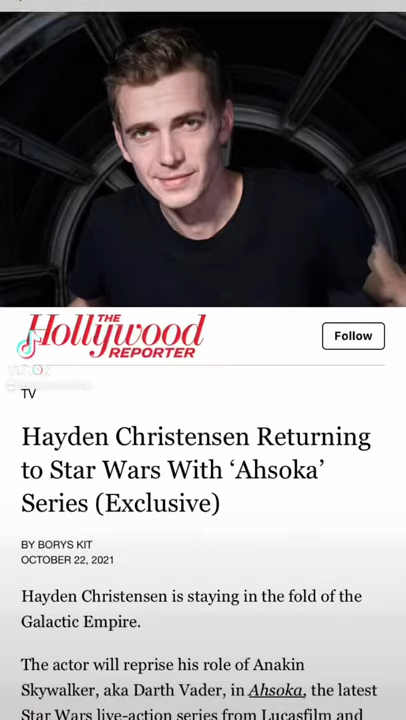 THE
Hollywood
REPORTER
Follow
TV
Hayden Christensen Returning
to Star Wars With ‘Ahsoka’
Series (Exclusive)
BY BORYS KIT
OCTOBER 22, 2021
Hayden Christensen is staying in the fold of the
Galactic Empire.
The actor will reprise his role of Anakin
Skywalker, aka Darth Vader, in Ahsoka, the latest
Star Wars live-action series from Lucasfilm and